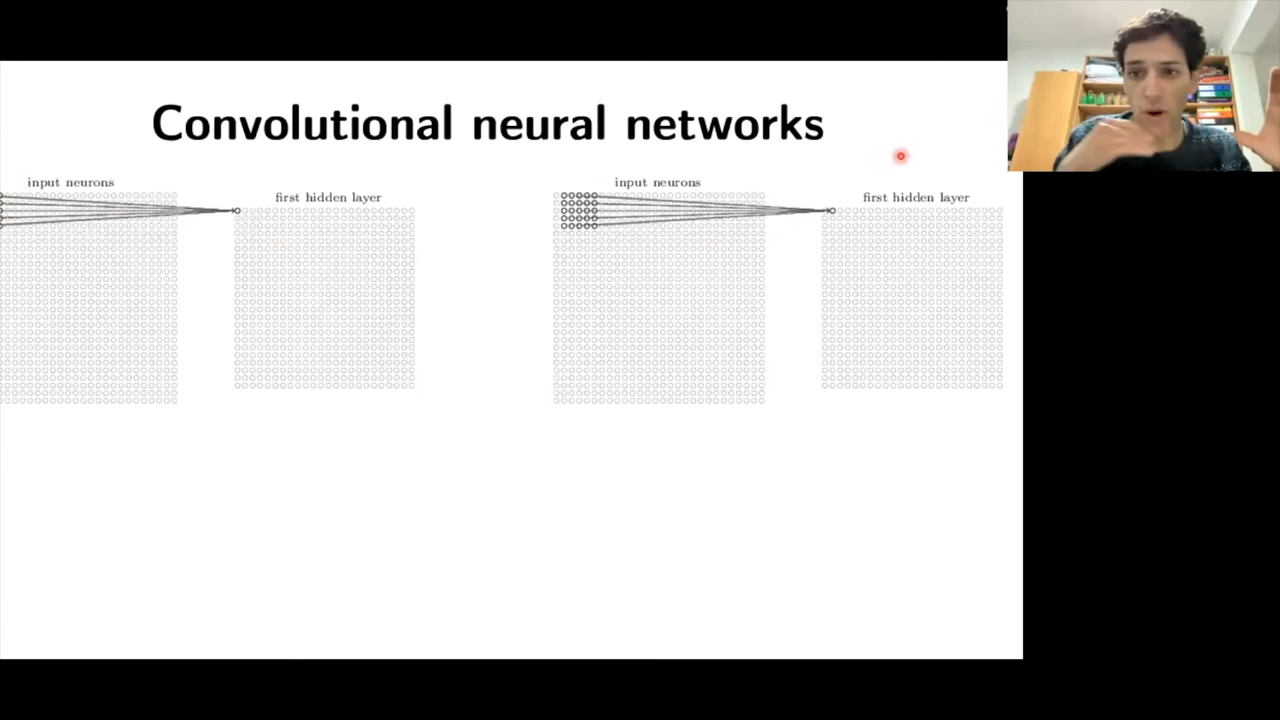 Convolutional neural networks
input neurons
first hidden layer
input neurons
first hidden layer